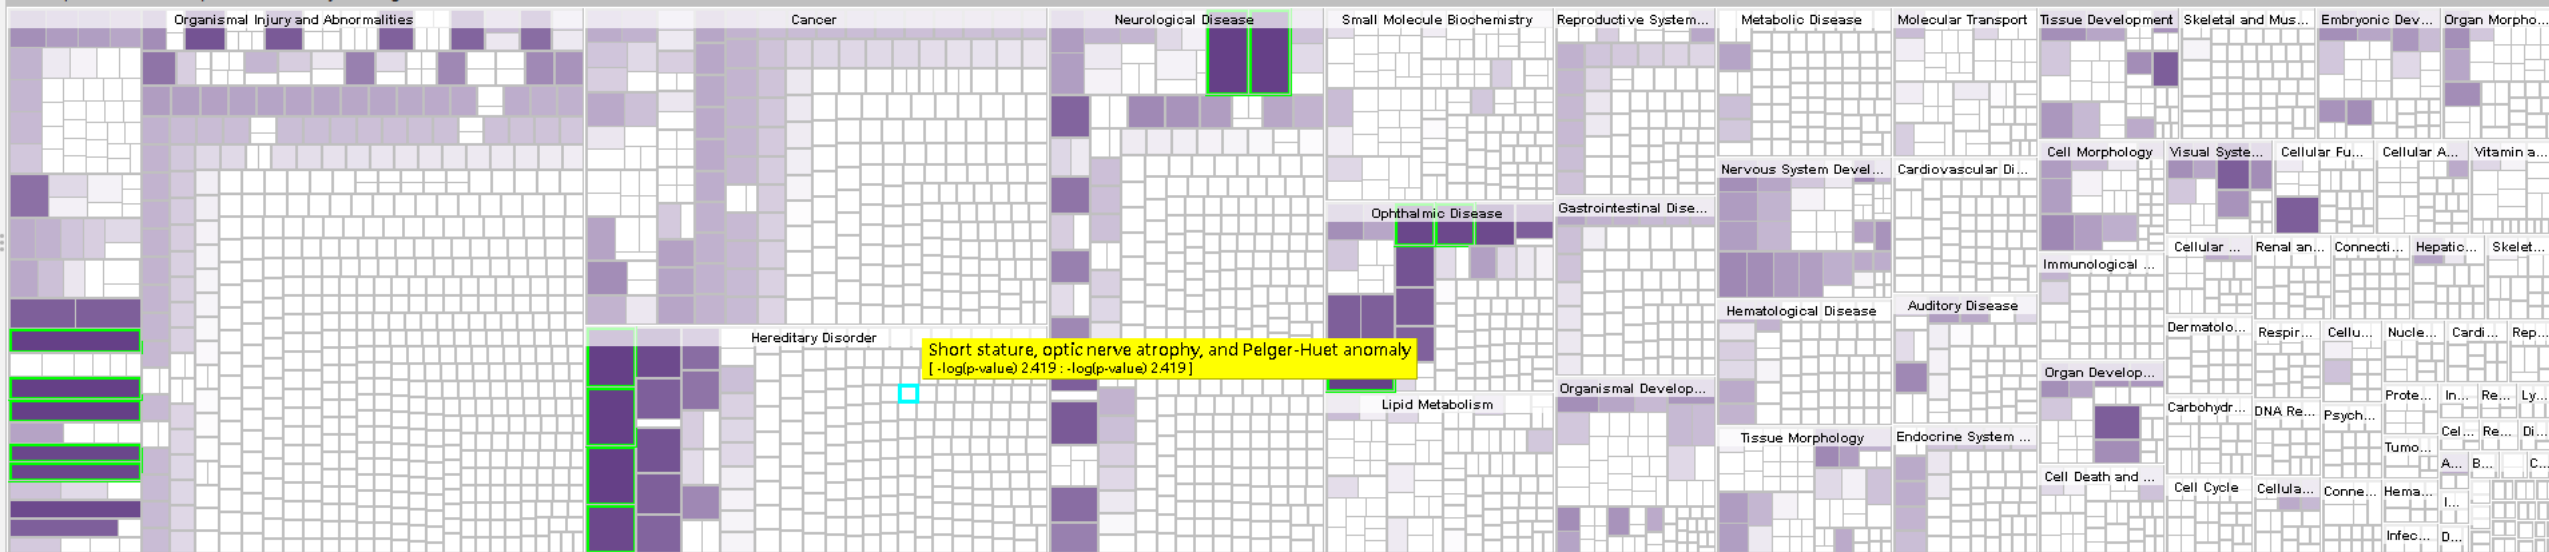 Organismal Injury and Abnormalities
Cancer
Neurological Disease
Small Molecule Biochemistry
Reproductive System...
Metabolic Disease
Molecular Transport
Tissue Development
Skeletal and Mus...
Embryonic Dev...
Organ Morpho...
Cell Morphology
Visual Syste...
Cellular Fu...
Cellular A...
Vitamin a...
Nervous System Devel...
Cardiovascular Di...
Ophthalmic Disease
Gastrointestinal Dise...
Cellular ...
Renal an...
Connecti...
Hepatic...
Skelet...
Immunological ...
Hematological Disease
Auditory Disease
Dermatolo...
Respir...
Cellu...
Nucle...
Cardi...
Rep...
Hereditary Disorder
Short stature, optic nerve atrophy, and Pelger-Huet anomaly
[ -log(p-value) 2.419 : -log(p-value) 2.419 ]
Organ Develop...
Organismal Develop...
Prote...
In...
Re...
Ly...
Lipid Metabolism
Carbohydr...
DNA Re...
Psych...
Tissue Morphology
Endocrine System ...
Cel...
Re...
Di...
Tumo...
A...
B...
C...
Cell Death and ...
Cell Cycle
Cellula...
Conne...
Hema...
I...
Infec...
D...